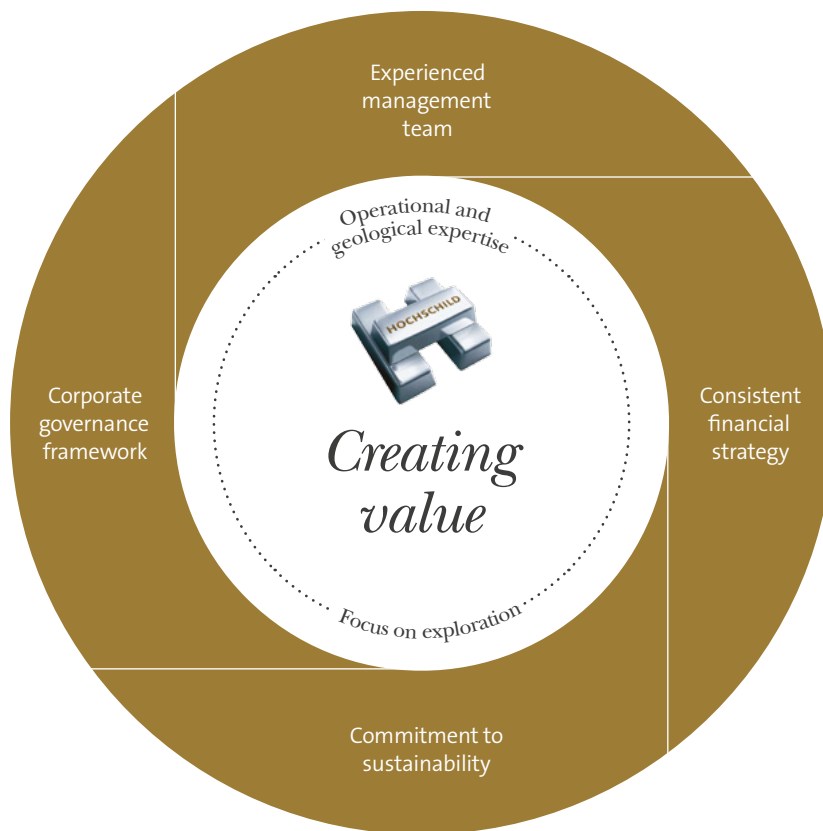 Experienced
management
team
Operational and
geological expertise
HOCHSCHILD
Corporate
governance
framework
Creating
value
Consistent
financial
strategy
Focus on exploration
Commitment to
sustainability